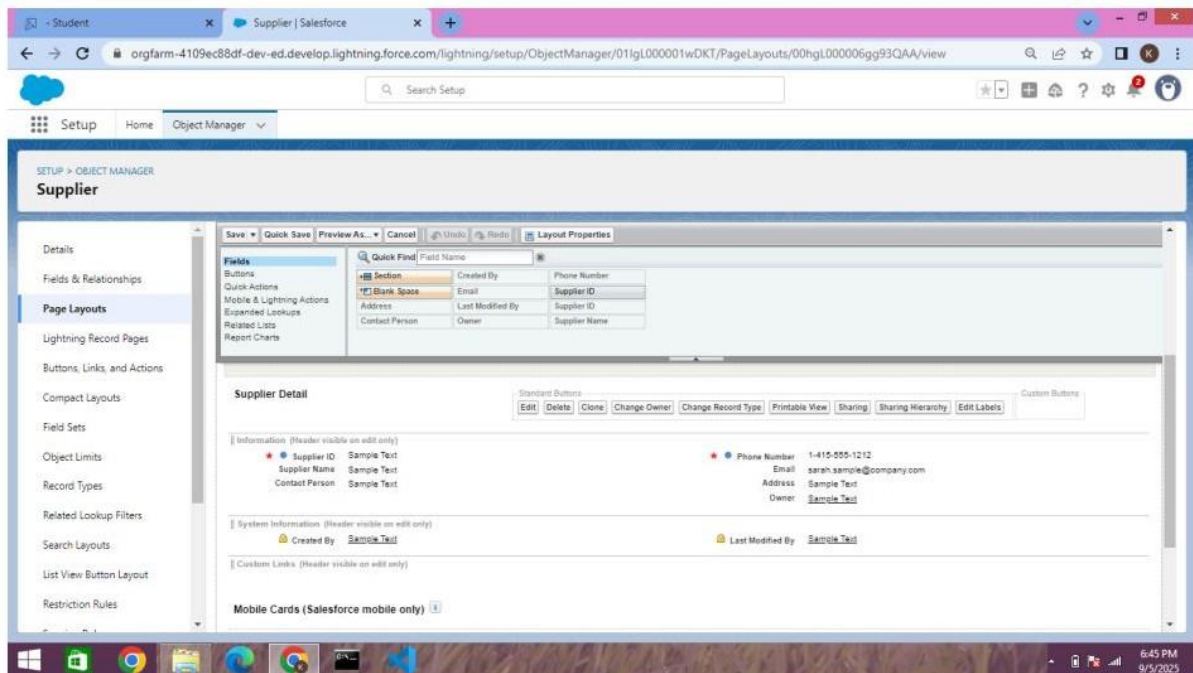 - Student
Supplier | Salesforce
orgfarm-4109ec88df-dev-ed.develop.lightning.force.com/lightning/setup/ObjectManager/01IgL000001wDKT/PageLayouts/00hgL000006gg93QAA/view
K
Search Setup
2
Setup Home Object Manager
SETUP > OBJECT MANAGER
Supplier
Details
Fields & Relationships
Page Layouts
Lightning Record Pages
Buttons, Links, and Actions
Compact Layouts
Field Sets
Object Limits
Record Types
Related Lookup Filters
Search Layouts
List View Button Layout
Restriction Rules
Save Quick Save Preview As... Cancel Undo Redo Layout Properties
Fields
Buttons
Quick Actions
Mobile & Lightning Actions
Expanded Lookups
Related Lists
Report Charts
Quick Find Field Name
Section Created By Phone Number
Blank Space Email Supplier ID
Address Last Modified By Supplier ID
Contact Person Owner Supplier Name
Supplier Detail
Standard Buttons
Edit Delete Clone Change Owner Change Record Type Printable View Sharing Sharing Hierarchy Edit Labels
Custom Buttons
Information (Header visible on edit only)
Supplier ID Sample Text
Supplier Name Sample Text
Contact Person Sample Text
Phone Number 1-415-555-1212
Email sarah.sample@company.com
Address Sample Text
Owner Sample Text
System Information (Header visible on edit only)
Created By Sample Text
Last Modified By Sample Text
Custom Links (Header visible on edit only)
Mobile Cards (Salesforce mobile only)
6:45 PM
9/5/2025